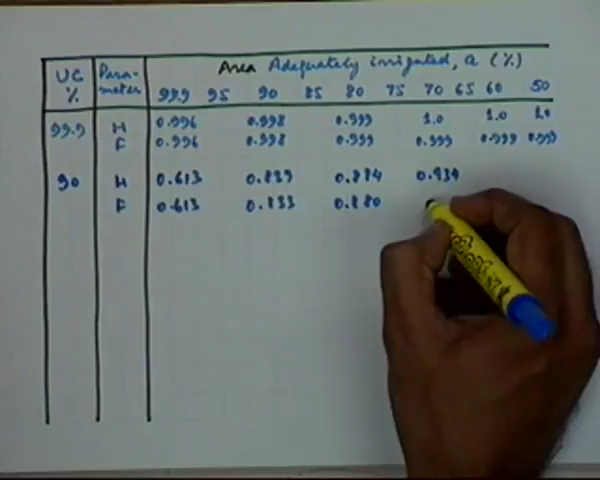 Area Adequately irrigated, a (%)
UC % Para- meter 99.9 95 90 85 80 75 70 65 60 50
99.9 H 0.996 0.998 0.999 1.0 1.0 1.0
F 0.996 0.998 0.999 0.999 0.999 0.999
90 H 0.613 0.839 0.884 0.934
F 0.613 0.833 0.880